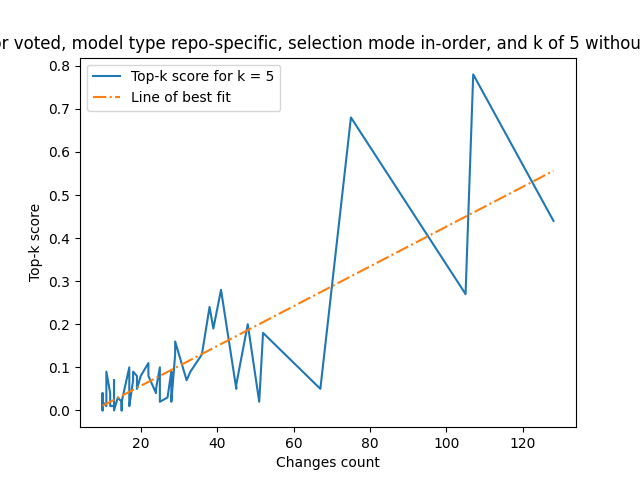 r voted, model type repo-specific, selection mode in-order, and k of 5 withou
Top-k score for k = 5
Line of best fit
Top-k score
0.8
0.7
0.6
0.5
0.4
0.3
0.2
0.1
0.0
20 40 60 80 100 120
Changes count